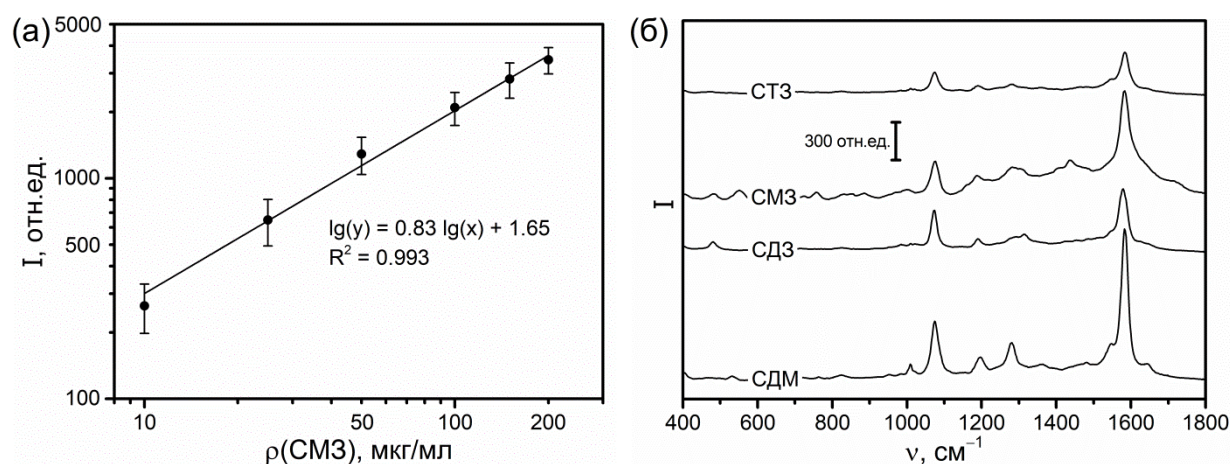 (а)
5000
1000
500
100
I, отн.ед.
lg(y) = 0.83 lg(x) + 1.65
R² = 0.993
10
50
100
200
ρ(СМЗ), мкг/мл
(б)
СТЗ
300 отн.ед.
СМЗ
СДЗ
СДМ
I
400 600 800 1000 1200 1400 1600 1800
ν, см⁻¹